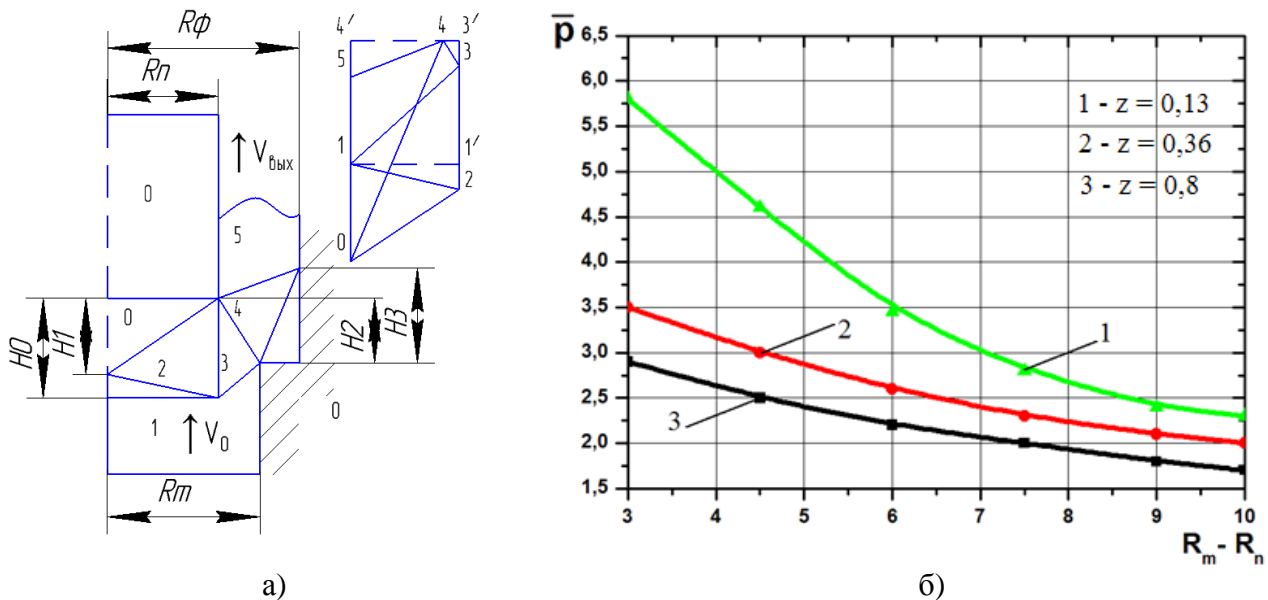 Rф
Rп
4′ 4 3′
5 3
1 1′
2
0
↑ Vвых
0
5
H0 H1 0 4 H2 H3
2 3
1 ↑ V0 0
Rт
а)
p̅
6,5
6,0
5,5
5,0
4,5
4,0
3,5
3,0
2,5
2,0
1,5
1 - z = 0,13
2 - z = 0,36
3 - z = 0,8
2
1
3
3 4 5 6 7 8 9 10
Rm- Rn
б)